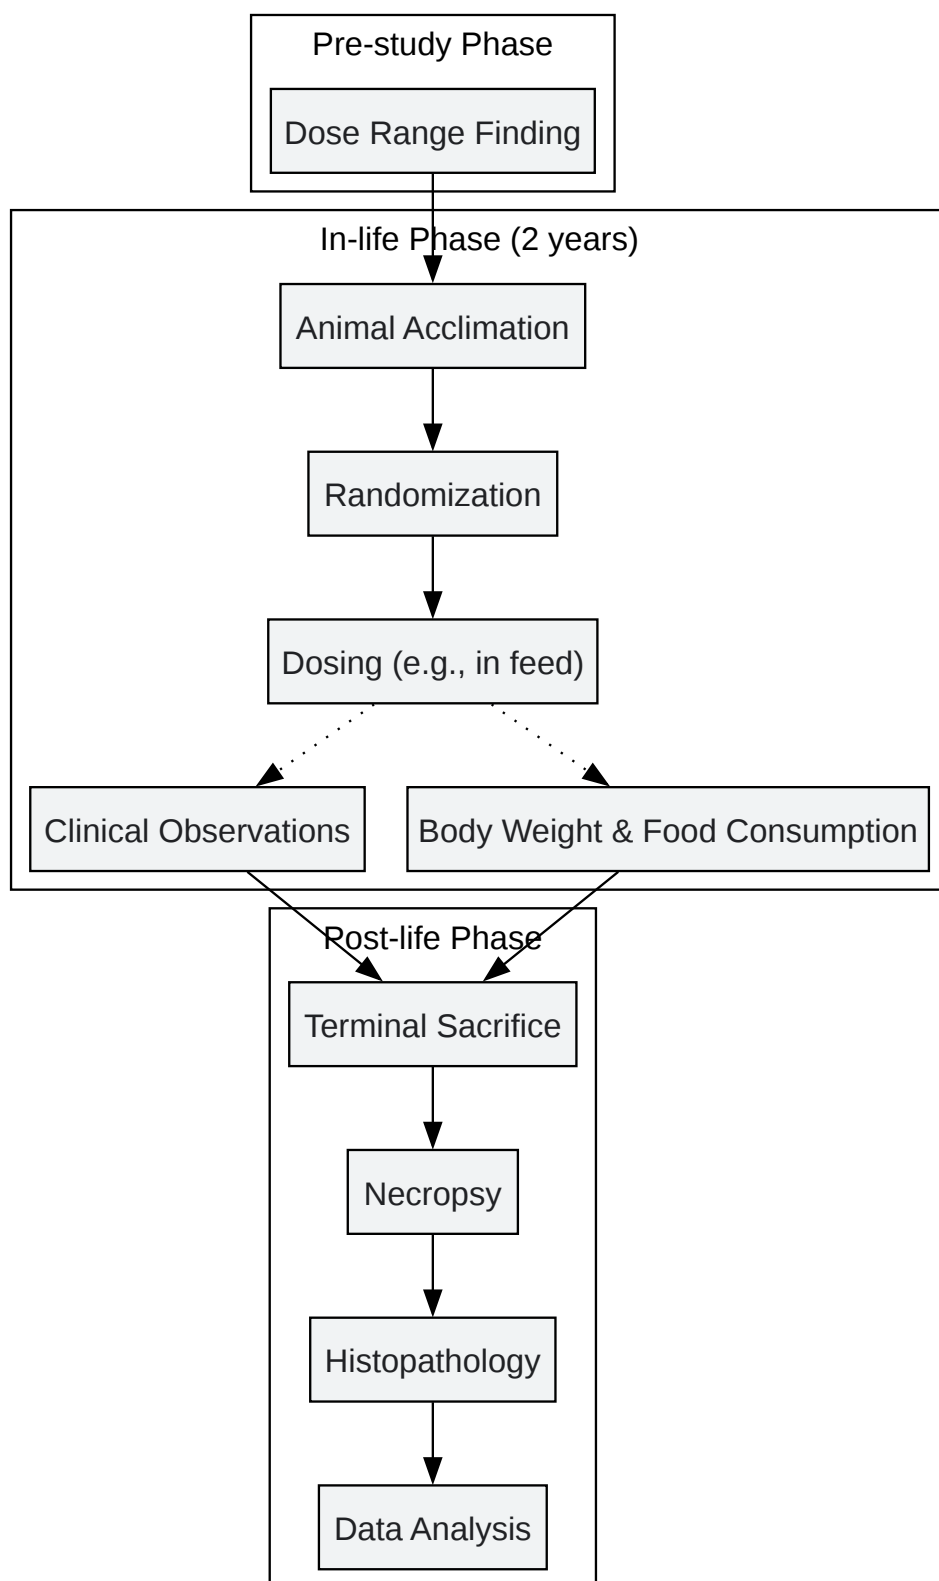 Pre-study Phase
Dose Range Finding
In-life Phase (2 years)
Animal Acclimation
Randomization
Dosing (e.g., in feed)
Clinical Observations
Body Weight & Food Consumption
Post-life Phase
Terminal Sacrifice
Necropsy
Histopathology
Data Analysis